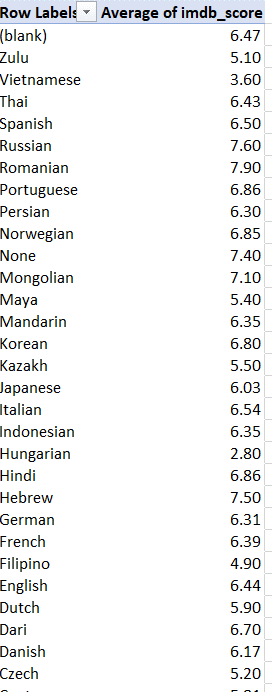 Row Labels Average of imdb_score
(blank) 6.47
Zulu 5.10
Vietnamese 3.60
Thai 6.43
Spanish 6.50
Russian 7.60
Romanian 7.90
Portuguese 6.86
Persian 6.30
Norwegian 6.85
None 7.40
Mongolian 7.10
Maya 5.40
Mandarin 6.35
Korean 6.80
Kazakh 5.50
Japanese 6.03
Italian 6.54
Indonesian 6.35
Hungarian 2.80
Hindi 6.86
Hebrew 7.50
German 6.31
French 6.39
Filipino 4.90
English 6.44
Dutch 5.90
Dari 6.70
Danish 6.17
Czech 5.20